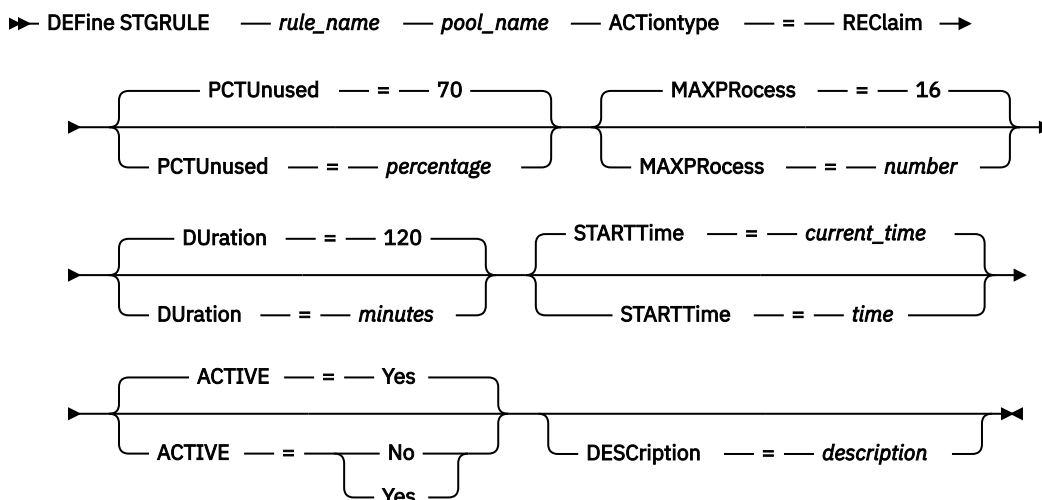 DEFine STGRULE rule_name pool_name ACTiontype = REClaim
PCTUnused = 70 MAXPRocess = 16
PCTUnused = percentage MAXPRocess = number
DUration = 120 STARTTime = current_time
DUration = minutes STARTTime = time
ACTIVE = Yes
ACTIVE = No DESCription = description
Yes